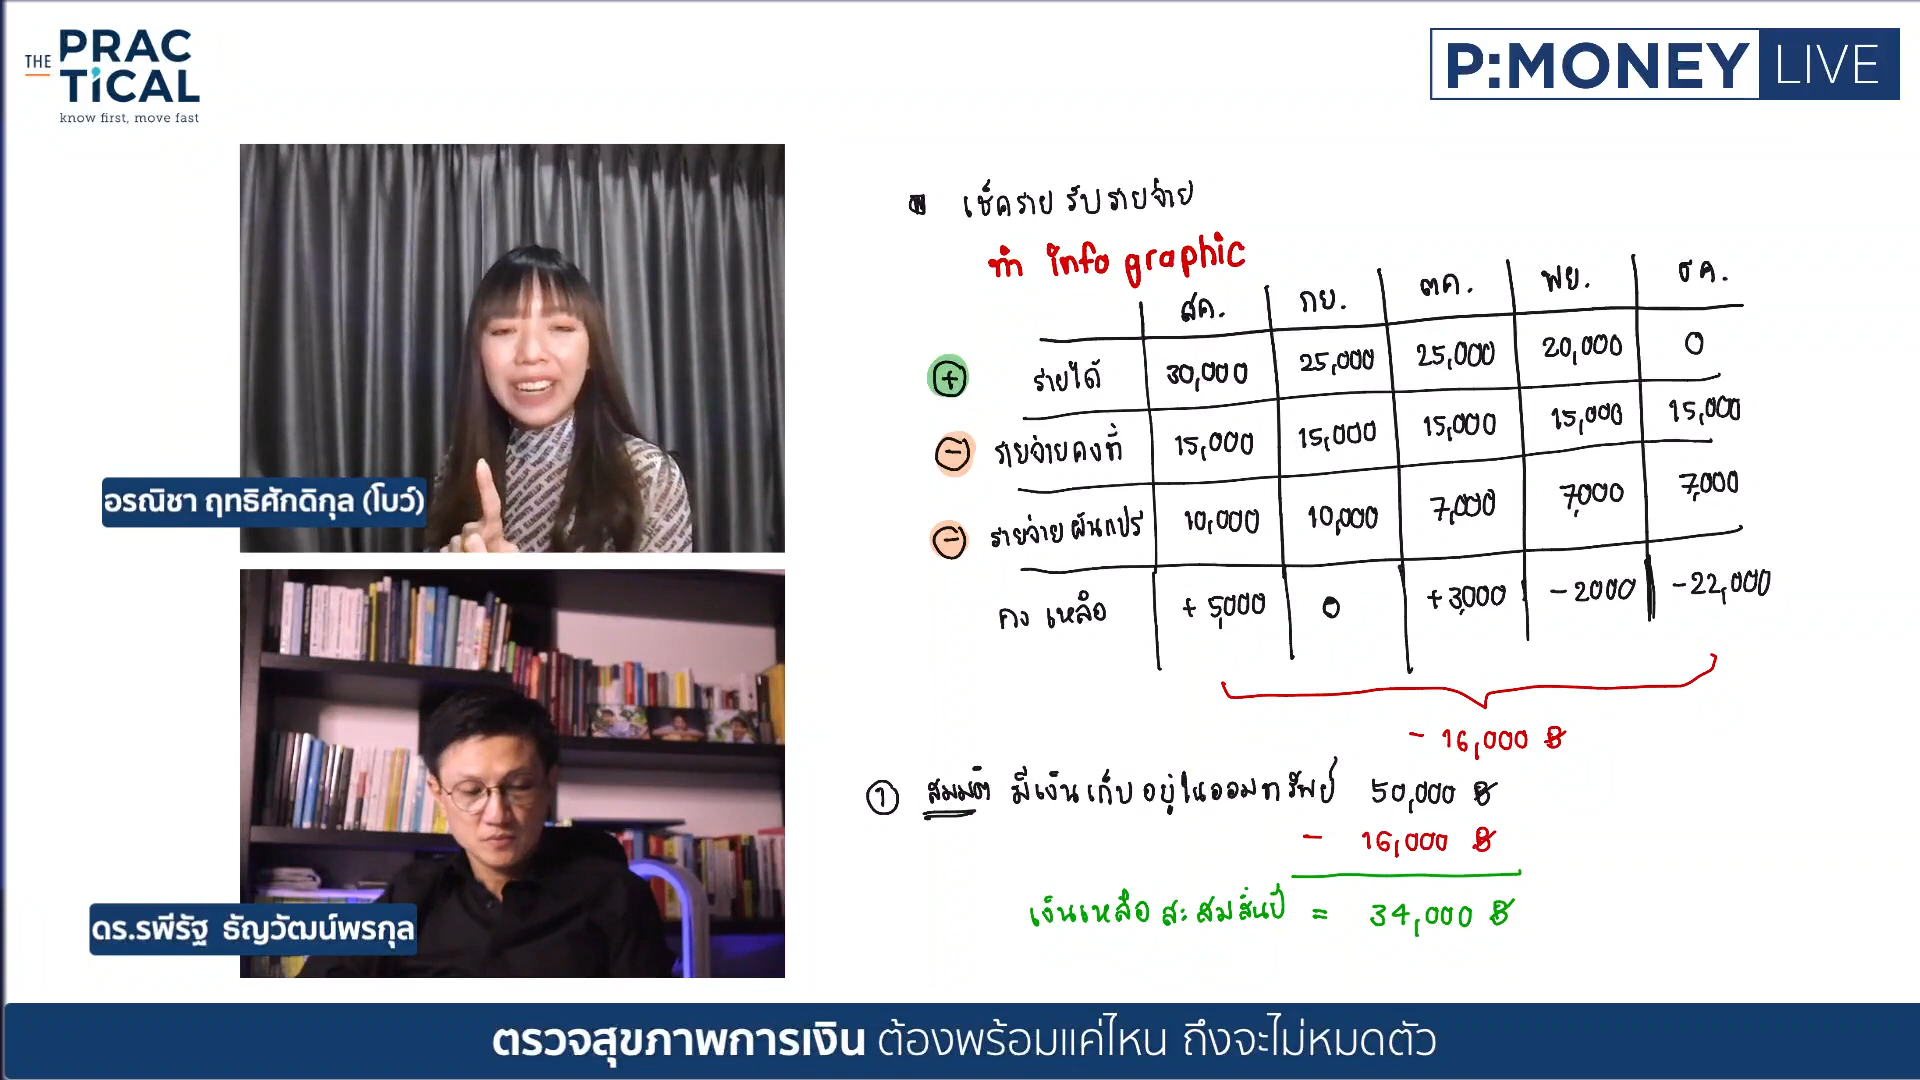 THE PRAC
TiCAL
know first, move fast
P:MONEY LIVE
เช็ครายรับรายจ่าย
ทำ Info graphic
สค. กย. ตค. พย. ธค.
+ รายได้ 30,000 25,000 25,000 20,000 0
- รายจ่ายคงที่ 15,000 15,000 15,000 15,000 15,000
- รายจ่ายผันแปร 10,000 10,000 7,000 7,000 7,000
คงเหลือ + 5,000 0 + 3,000 - 2000 - 22,000
- 16,000 ฿
1 สมมติ มีเงินเก็บอยู่ในออมทรัพย์ 50,000 ฿
- 16,000 ฿
เงินเหลือสะสมสิ้นปี = 34,000 ฿
อรณิชา ฤทธิศักดิกุล (โบว์)
ดร.รพีรัฐ ธัญวัฒน์พรกุล
ตรวจสุขภาพการเงิน ต้องพร้อมแค่ไหน ถึงจะไม่หมดตัว